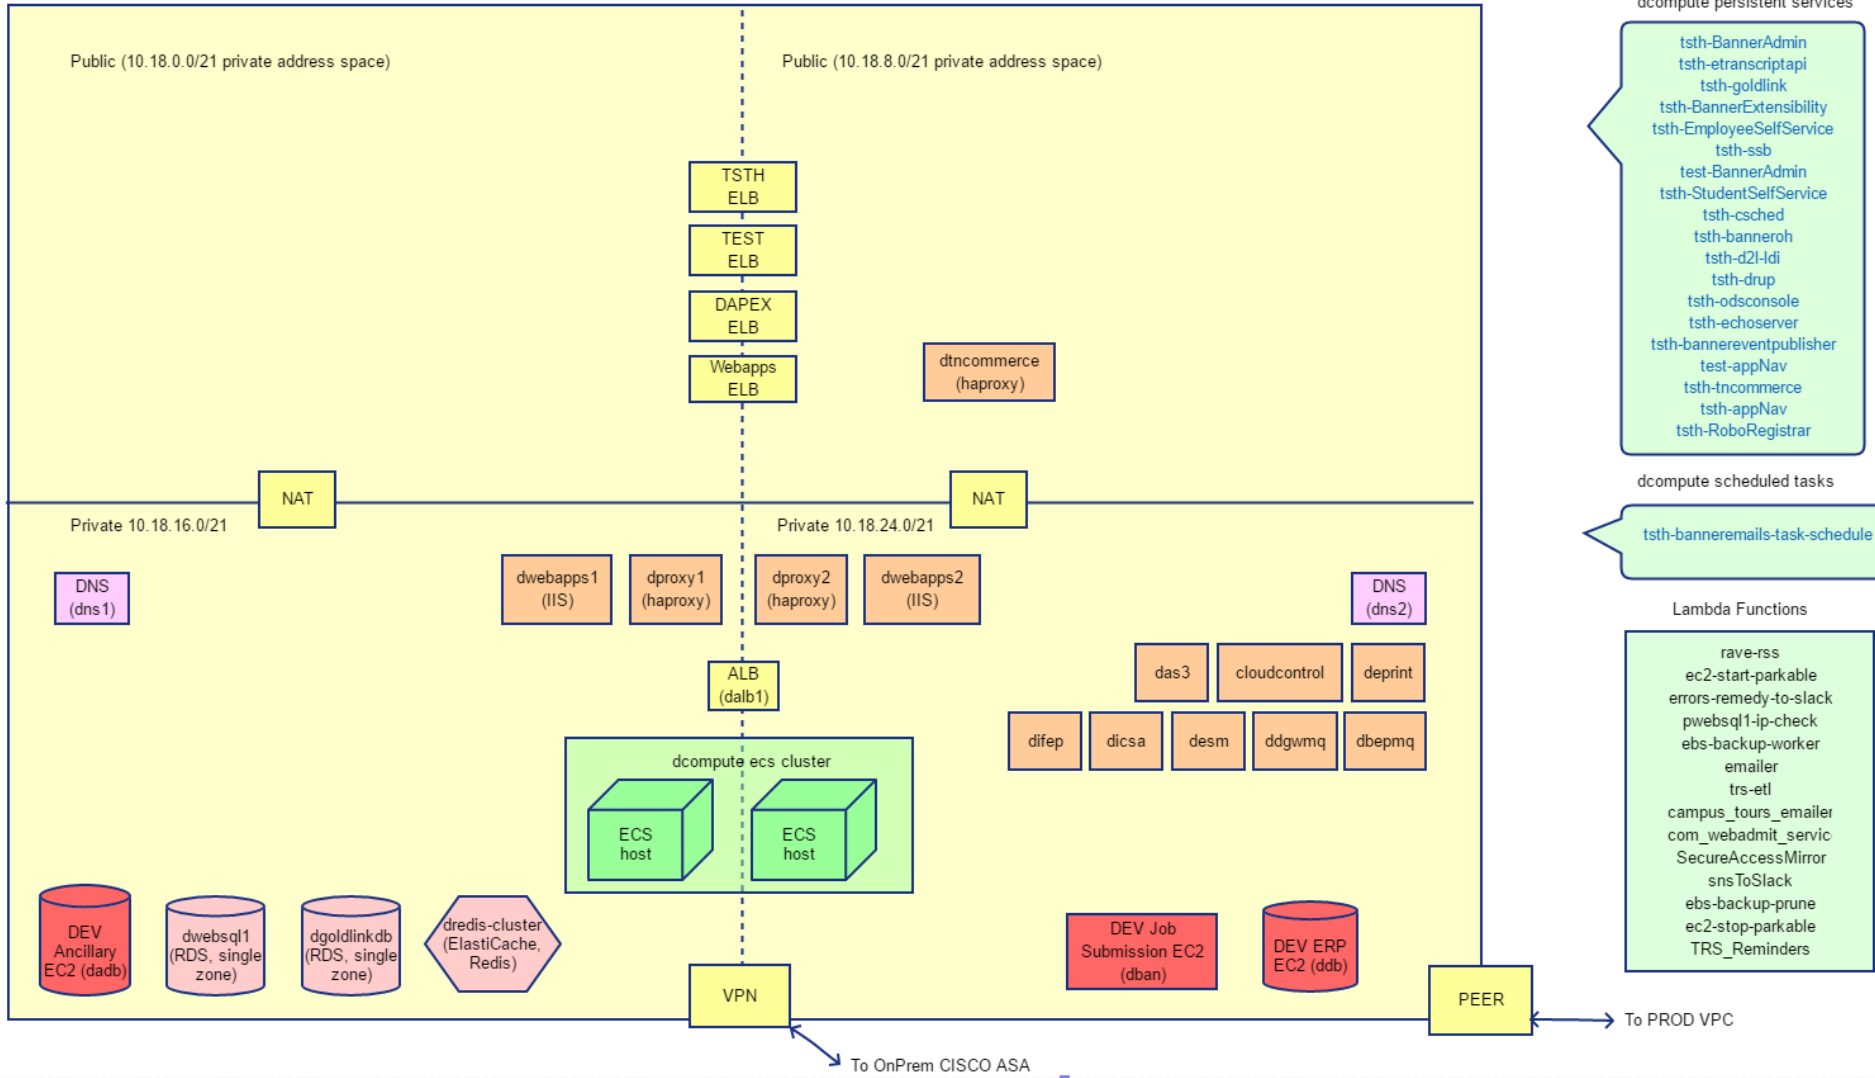 dcompute persistent services
Public (10.18.0.0/21 private address space)
Public (10.18.8.0/21 private address space)
TSTH
ELB
TEST
ELB
DAPEX
ELB
Webapps
ELB
dtncommerce
(haproxy)
NAT
NAT
Private 10.18.16.0/21
Private 10.18.24.0/21
DNS
(dns1)
dwebapps1
(IIS)
dproxy1
(haproxy)
dproxy2
(haproxy)
dwebapps2
(IIS)
DNS
(dns2)
ALB
(dalb1)
das3
cloudcontrol
deprint
difep
dicsa
desm
ddgwmq
dbepmq
dcompute ecs cluster
ECS
host
ECS
host
DEV
Ancillary
EC2 (dadb)
dwebsql1
(RDS, single
zone)
dgoldlinkdb
(RDS, single
zone)
dredis-cluster
(ElastiCache,
Redis)
DEV Job
Submission EC2
(dban)
DEV ERP
EC2 (ddb)
VPN
PEER
To PROD VPC
To OnPrem CISCO ASA
tsth-BannerAdmin
tsth-etranscriptapi
tsth-goldlink
tsth-BannerExtensibility
tsth-EmployeeSelfService
tsth-ssb
test-BannerAdmin
tsth-StudentSelfService
tsth-csched
tsth-banneroh
tsth-d2l-ldi
tsth-drup
tsth-odsconsole
tsth-echoserver
tsth-bannereventpublisher
test-appNav
tsth-tncommerce
tsth-appNav
tsth-RoboRegistrar
dcompute scheduled tasks
tsth-banneremails-task-schedule
Lambda Functions
rave-rss
ec2-start-parkable
errors-remedy-to-slack
pwebsql1-ip-check
ebs-backup-worker
emailer
trs-etl
campus_tours_emailer
com_webadmit_servic
SecureAccessMirror
snsToSlack
ebs-backup-prune
ec2-stop-parkable
TRS_Reminders